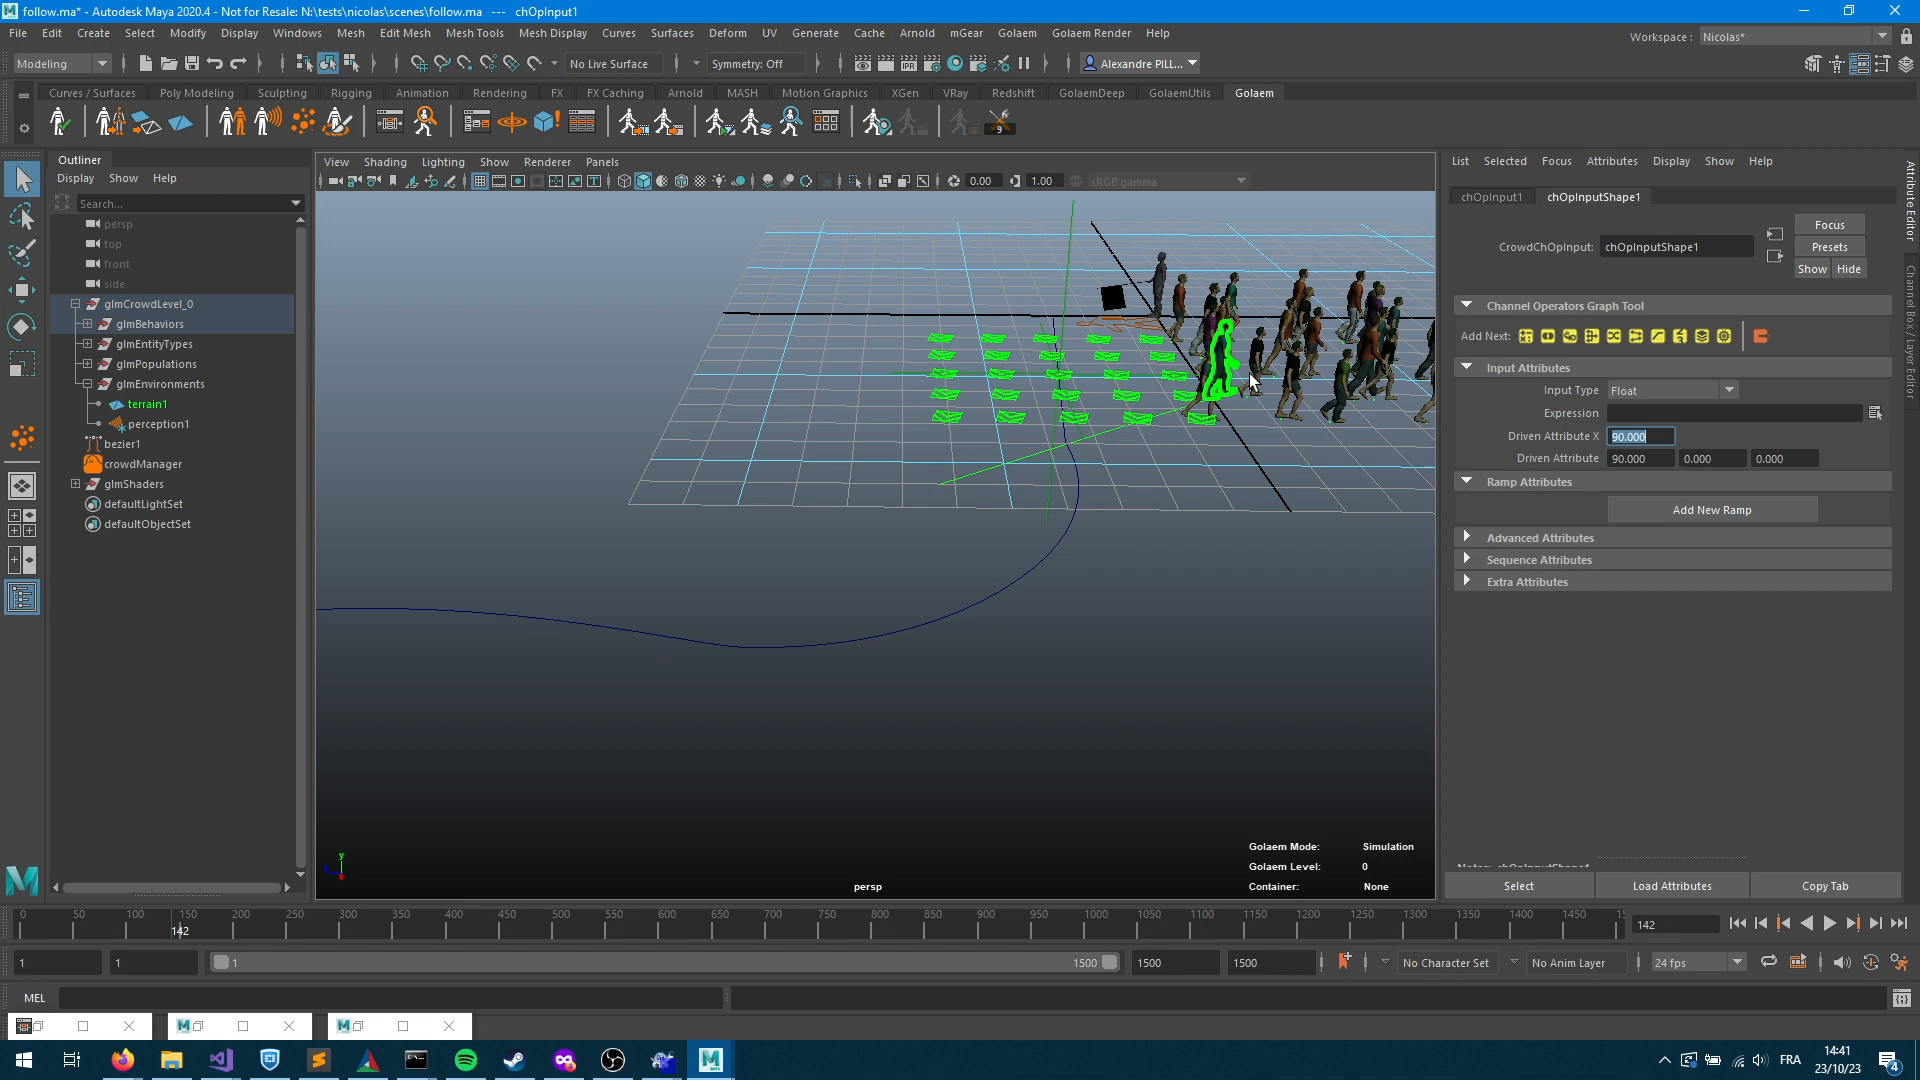 follow.ma* - Autodesk Maya 2020.4 - Not for Resale: N:\tests\nicolas\scenes\follow.ma --- chOpInput1
File Edit Create Select Modify Display Windows Mesh Edit Mesh Mesh Tools Mesh Display Curves Surfaces Deform UV Generate Cache Arnold mGear Golaem Golaem Render Help
Workspace : Nicolas*
Modeling No Live Surface Symmetry: Off Alexandre PILL...
Curves / Surfaces Poly Modeling Sculpting Rigging Animation Rendering FX FX Caching Arnold MASH Motion Graphics XGen VRay Redshift GolaemDeep GolaemUtils Golaem
9
Outliner
Display Show Help
Search...
persp
top
front
side
glmCrowdLevel_0
glmBehaviors
glmEntityTypes
glmPopulations
glmEnvironments
terrain1
perception1
bezier1
crowdManager
glmShaders
defaultLightSet
defaultObjectSet
View Shading Lighting Show Renderer Panels
0.00 1.00 sRGB gamma
Golaem Mode: Simulation
Golaem Level: 0
Container: None
persp
y
List Selected Focus Attributes Display Show Help
chOpInput1 chOpInputShape1
CrowdChOpInput: chOpInputShape1
Focus
Presets
Show Hide
Channel Operators Graph Tool
Add Next:
Input Attributes
Input Type Float
Expression
Driven Attribute X 90.000
Driven Attribute 90.000 0.000 0.000
Ramp Attributes
Add New Ramp
Advanced Attributes
Sequence Attributes
Extra Attributes
Select Load Attributes Copy Tab
Attribute Editor
Channel Box / Layer Editor
0 50 100 150 200 250 300 350 400 450 500 550 600 650 700 750 800 850 900 950 1000 1050 1100 1150 1200 1250 1300 1350 1400 1450
142
142
1 1 1 1500 1500 1500 No Character Set No Anim Layer 24 fps
MEL
FRA
14:41
23/10/23
4